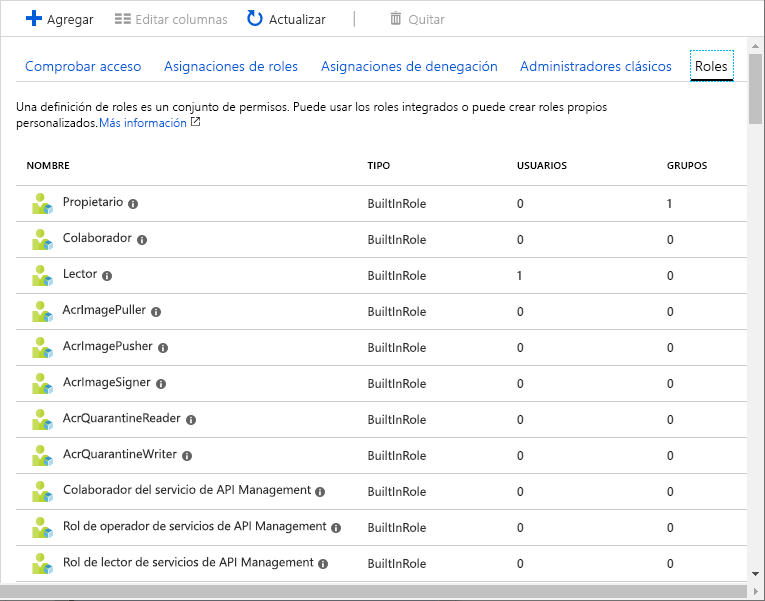 Agregar Editar columnas Actualizar Quitar
Comprobar acceso Asignaciones de roles Asignaciones de denegación Administradores clásicos Roles
Una definición de roles es un conjunto de permisos. Puede usar los roles integrados o puede crear roles propios
personalizados. Más información
NOMBRE TIPO USUARIOS GRUPOS
Propietario BuiltInRole 0 1
Colaborador BuiltInRole 0 0
Lector BuiltInRole 1 0
AcrImagePuller BuiltInRole 0 0
AcrImagePusher BuiltInRole 0 0
AcrImageSigner BuiltInRole 0 0
AcrQuarantineReader BuiltInRole 0 0
AcrQuarantineWriter BuiltInRole 0 0
Colaborador del servicio de API Management BuiltInRole 0 0
Rol de operador de servicios de API Management BuiltInRole 0 0
Rol de lector de servicios de API Management BuiltInRole 0 0